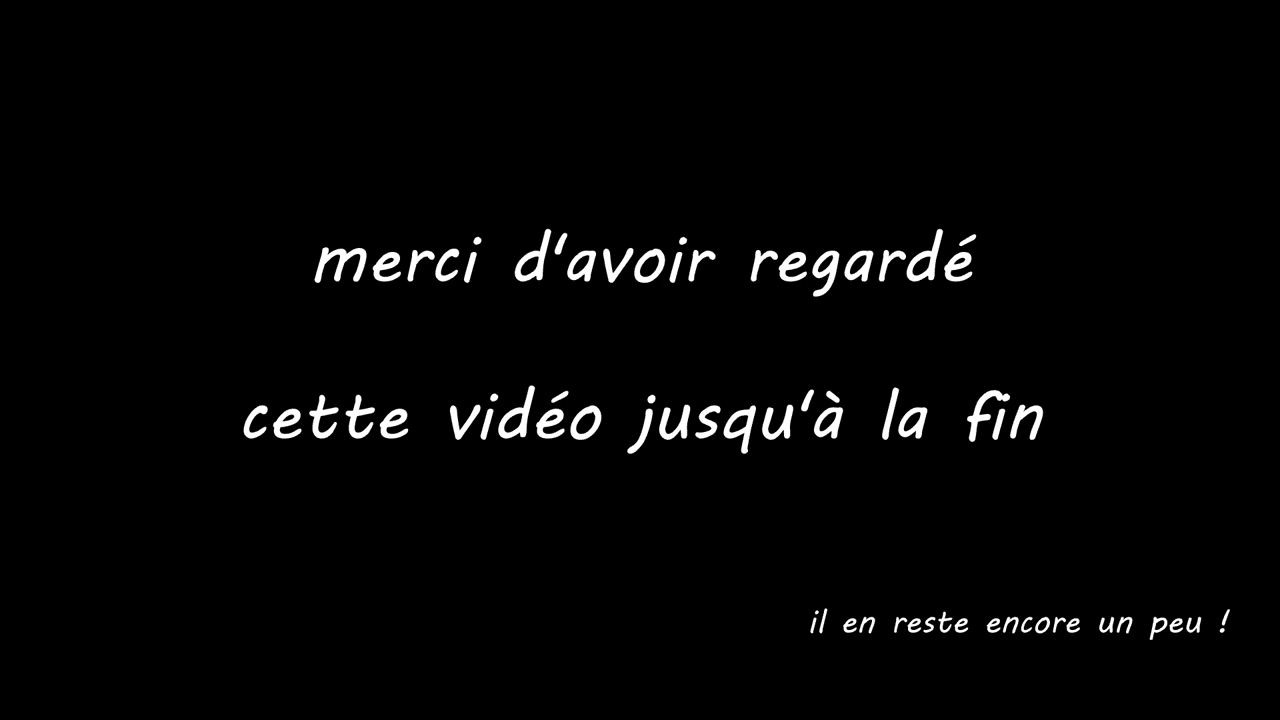 merci d'avoir regardé
cette vidéo jusqu'à la fin
il en reste encore un peu !